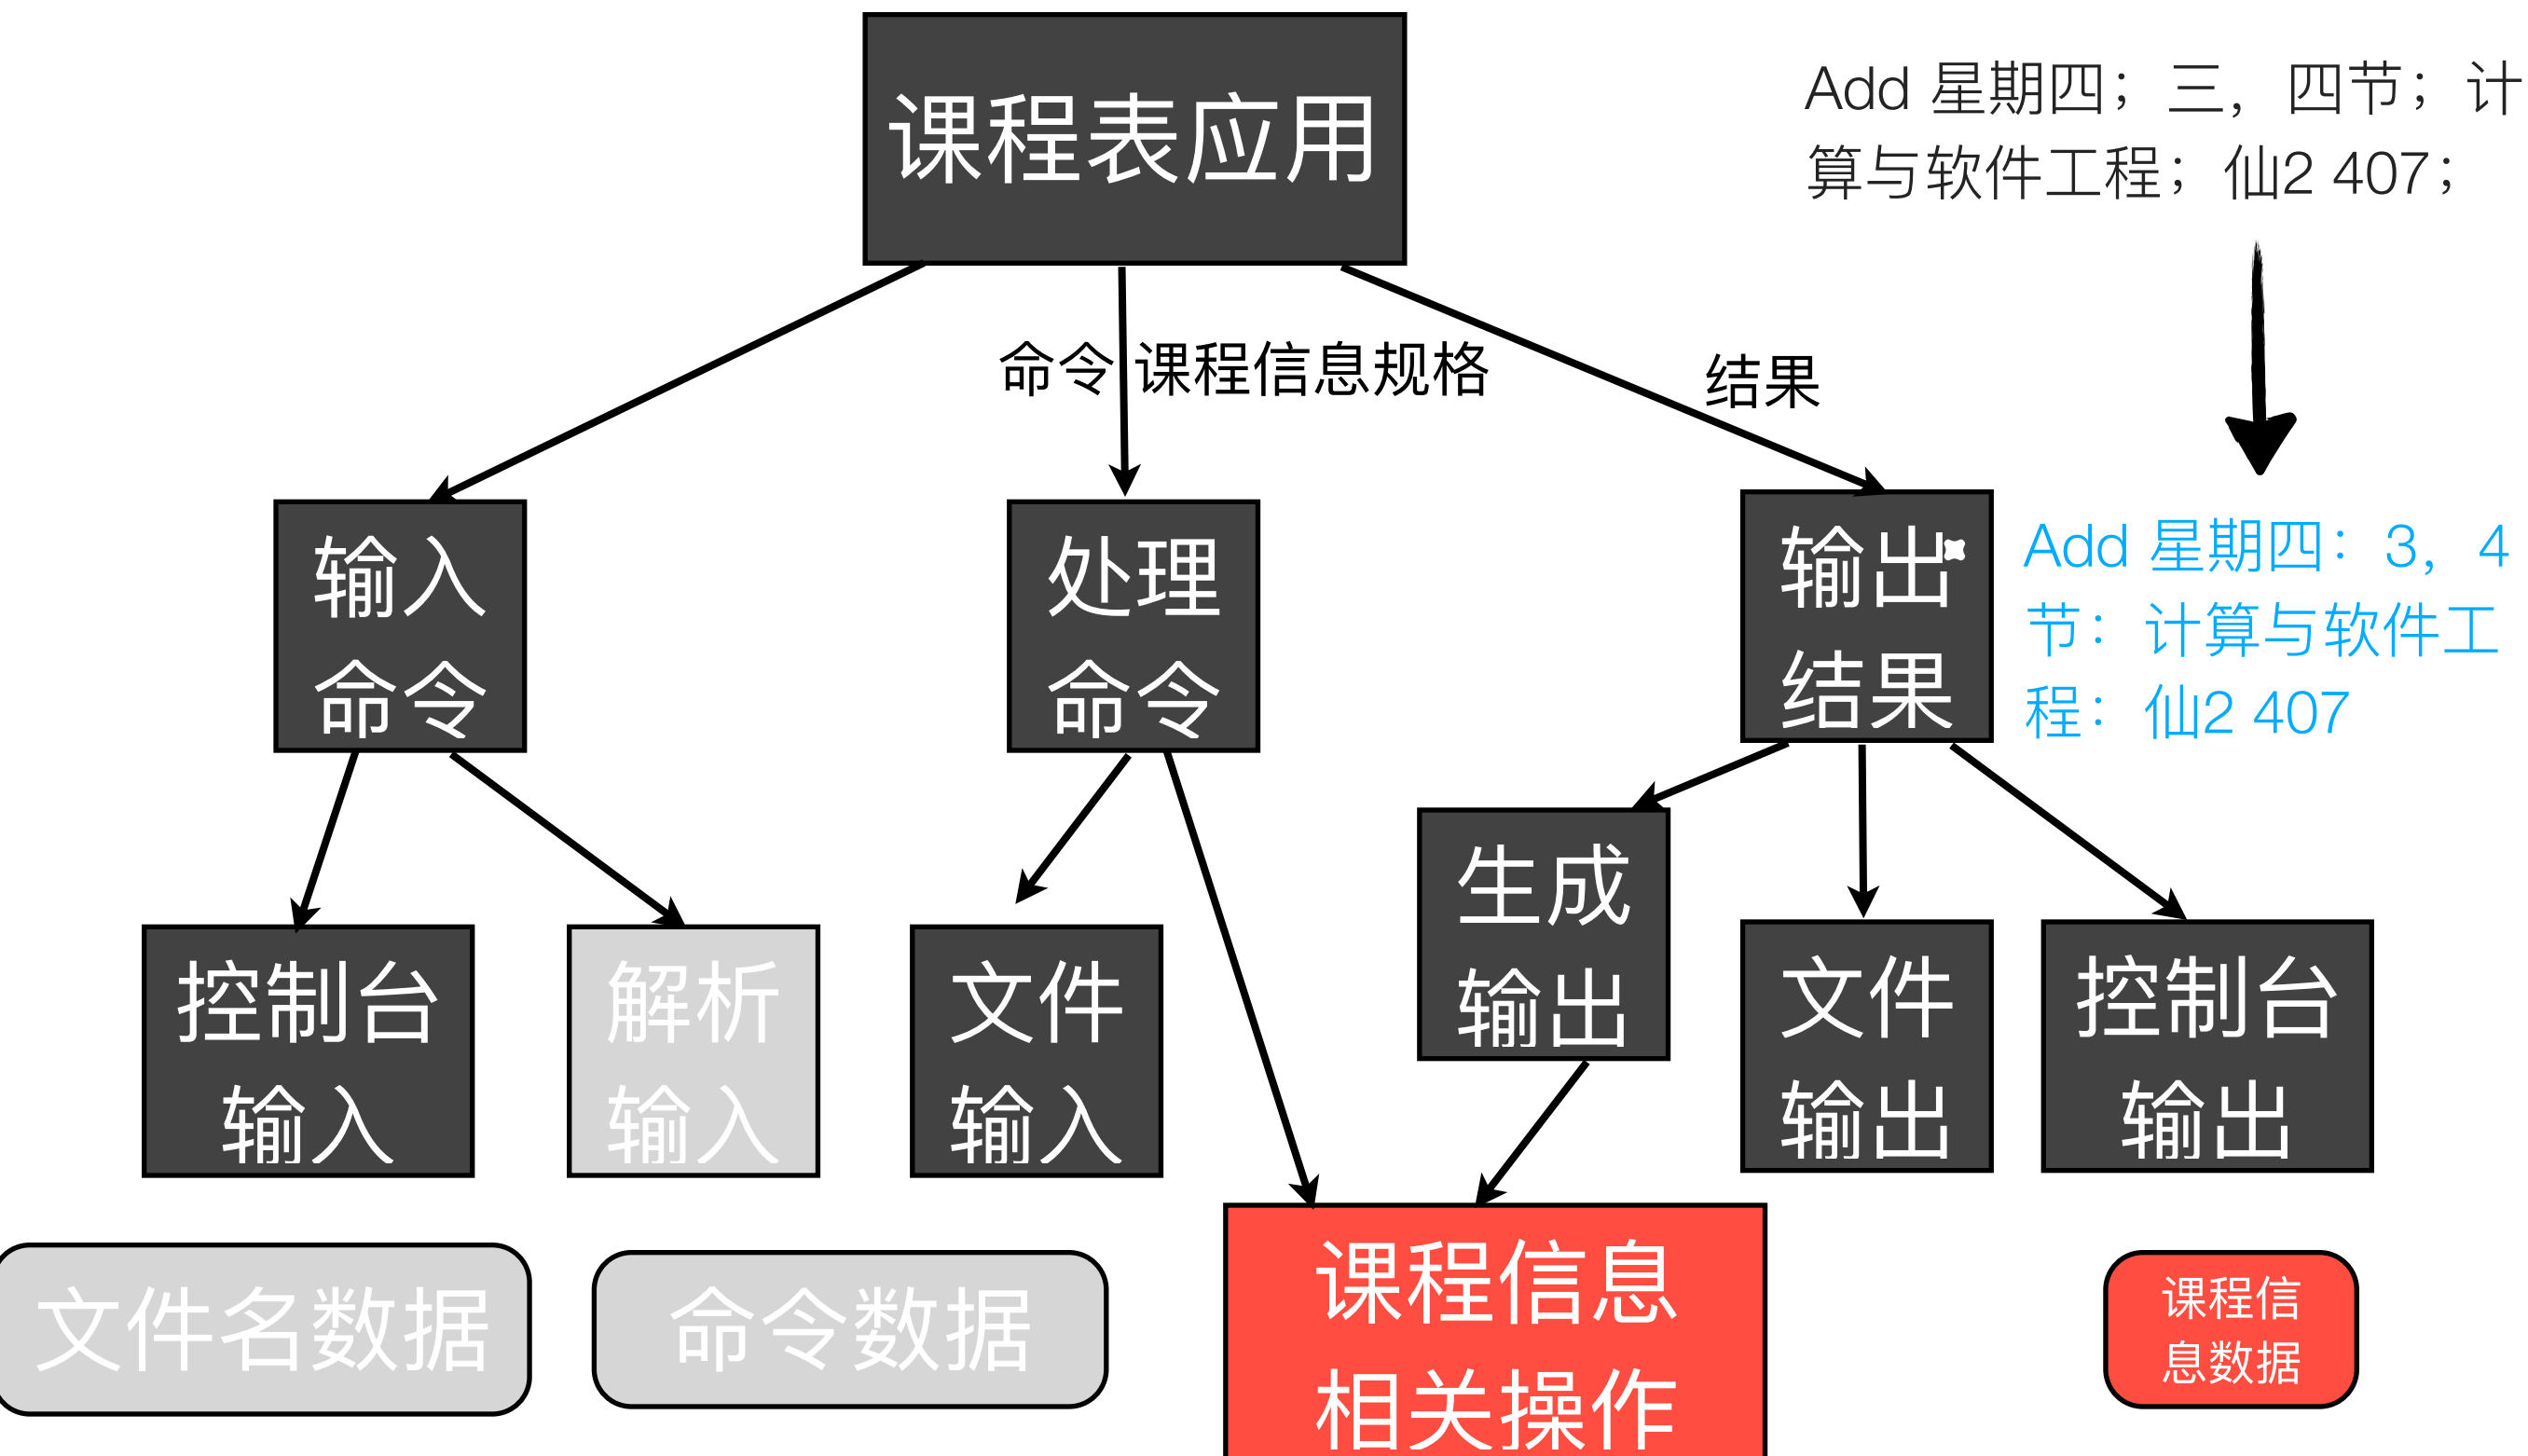 课程表应用
Add 星期四；三，四节；计
算与软件工程；仙2 407；
命令 课程信息规格
结果
输入
命令
处理
命令
输出
结果
Add 星期四：3，4
节：计算与软件工
程：仙2 407
生成
输出
控制台
输入
解析
输入
文件
输入
文件
输出
控制台
输出
文件名数据
命令数据
课程信息
相关操作
课程信
息数据